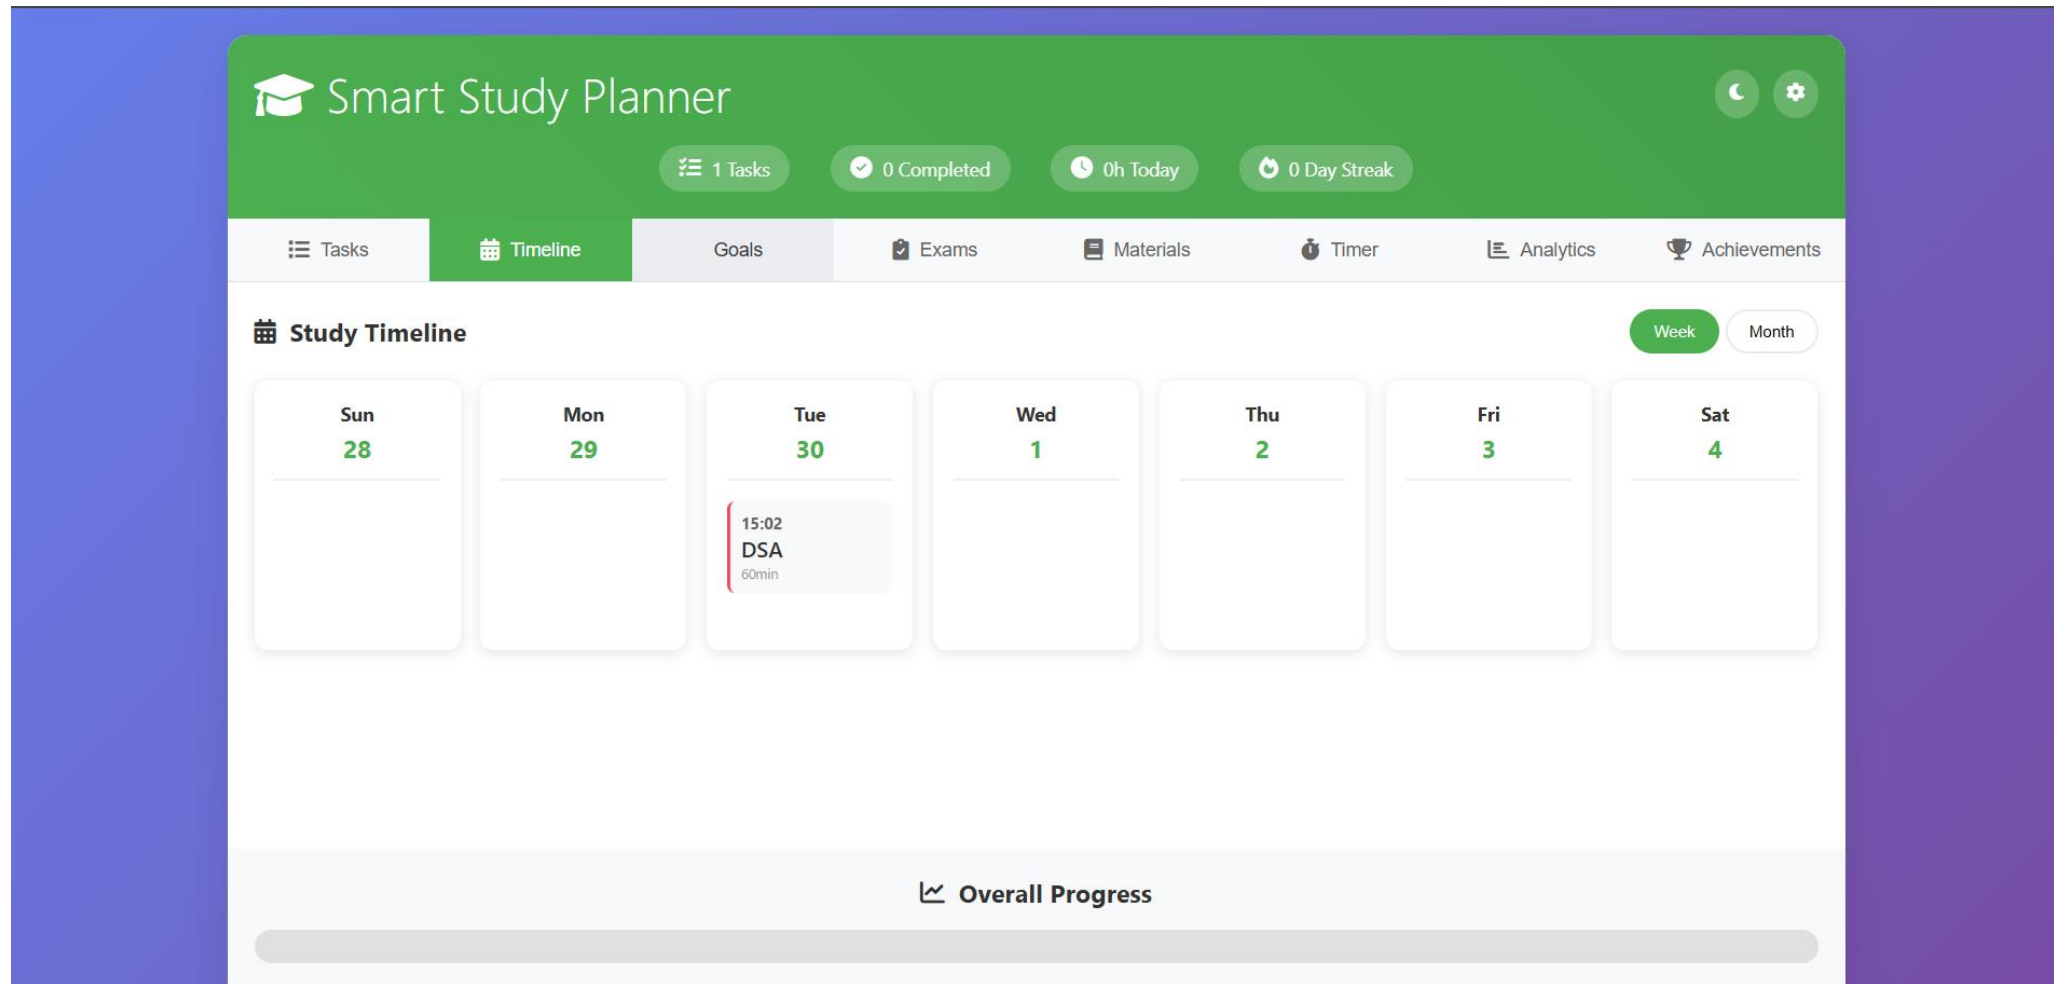 Smart Study Planner
1 Tasks
0 Completed
0h Today
0 Day Streak
Tasks
Timeline
Goals
Exams
Materials
Timer
Analytics
Achievements
Study Timeline
Week
Month
Sun
28
Mon
29
Tue
30
15:02
DSA
60min
Wed
1
Thu
2
Fri
3
Sat
4
Overall Progress